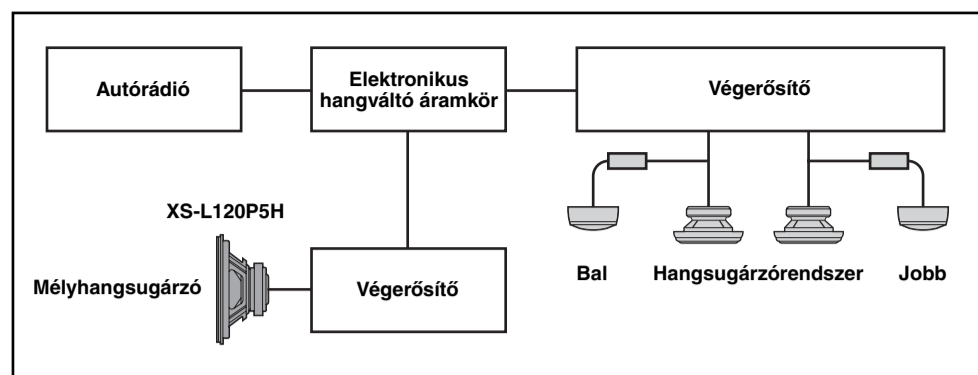 Autórádió
Elektronikus
hangváltó áramkör
Végerősítő
XS-L120P5H
Mélyhangsugárzó
Végerősítő
Bal
Hangsugárzórendszer
Jobb